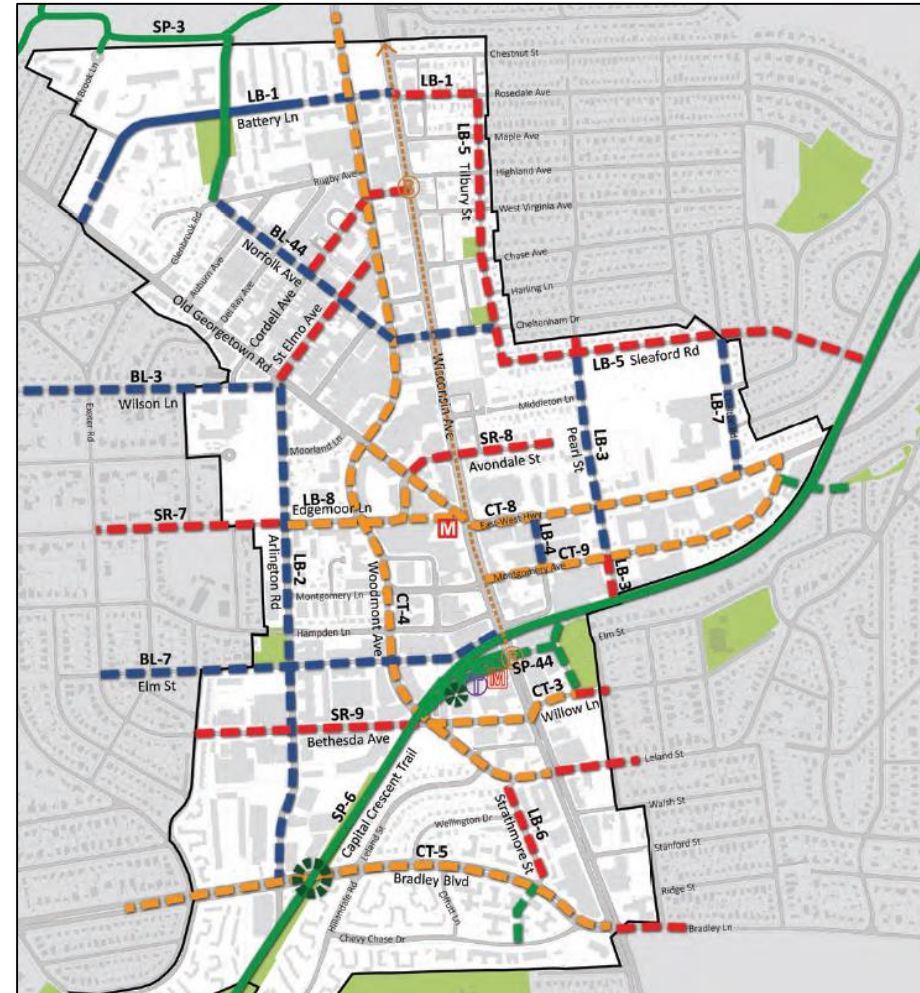 SP-3
N Brook Ln
Chestnut St
LB-1
LB-1
Rosedale Ave
Battery Ln
Maple Ave
LB-5
Tilbury St
Highland Ave
Rugby Ave
West Virginia Ave
Glenbrook Rd
BL-44
Norfolk Ave
Auburn Ave
Del Ray Ave
Chase Ave
Cordell Ave
Harling Ln
Old Georgetown Rd
St Elmo Ave
Cheltenham Dr
Wisconsin Ave
LB-5 Sleaford Rd
BL-3
Wilson Ln
LB-7
Exeter Rd
Middleton Ln
Pearl St
LB-3
Moorland Ln
SR-8
Avondale St
LB-8
Edgemoor Ln
CT-8
East-West Hwy
SR-7
M
LB-4
CT-9
Arlington Rd
LB-2
Montgomery Ave
LB-3
Montgomery Ln
Woodmont Ave
CT-4
Hampden Ln
Elm St
BL-7
Elm St
SP-44
M
CT-3
Willow Ln
SR-9
Bethesda Ave
SP-6
Capital Crescent Trail
Leland St
Leland St
Walsh St
LB-6
Strathmore St
Wellington Dr
Stanford St
CT-5
Bradley Blvd
Ridge St
Hillandale Rd
Offutt Ln
Chevy Chase Dr
Bradley Ln